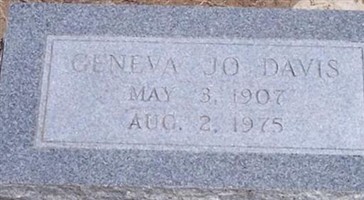 GENEVA JO DAVIS
MAY 3, 1907
AUG. 2, 1975